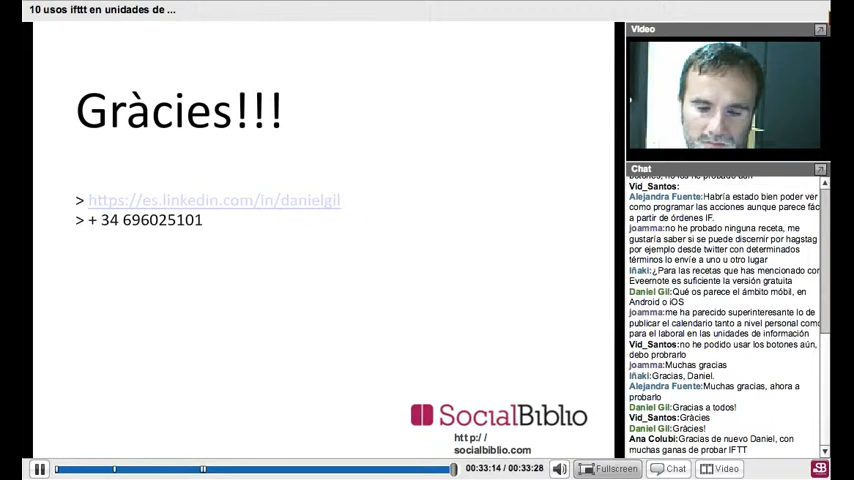 10 usos ifttt en unidades de ...
Gràcies!!!
> https://es.linkedin.com/in/danielgil
> + 34 696025101
SocialBiblio
http://
socialbiblio.com
Video
Chat
Vid_Santos:
Alejandra Fuente:Habría estado bien poder ver
como programar las acciones aunque parece fác
a partir de órdenes IF.
joamma:no he probado ninguna receta, me
gustaría saber si se puede discernir por hagstag
por ejemplo desde twitter con determinados
términos lo envíe a uno u otro lugar
Iñaki:¿Para las recetas que has mencionado con
Eveernote es suficiente la versión gratuita
Daniel Gil:Qué os parece el ámbito móbil, en
Android o iOS
joamma:me ha parecido superinteresante lo de
publicar el calendario tanto a nivel personal como
para el laboral en las unidades de información
Vid_Santos:no he podido usar los botones aún,
debo probrarlo
joamma:Muchas gracias
Iñaki:Gracias, Daniel.
Alejandra Fuente:Muchas gracias, ahora a
probarlo
Daniel Gil:Gracias a todos!
Vid_Santos:Gràcies
Daniel Gil:Gràcies!
Ana Colubi:Gracias de nuevo Daniel, con
muchas ganas de probar IFTT
00:33:14 / 00:33:28
Fullscreen
Chat
Video